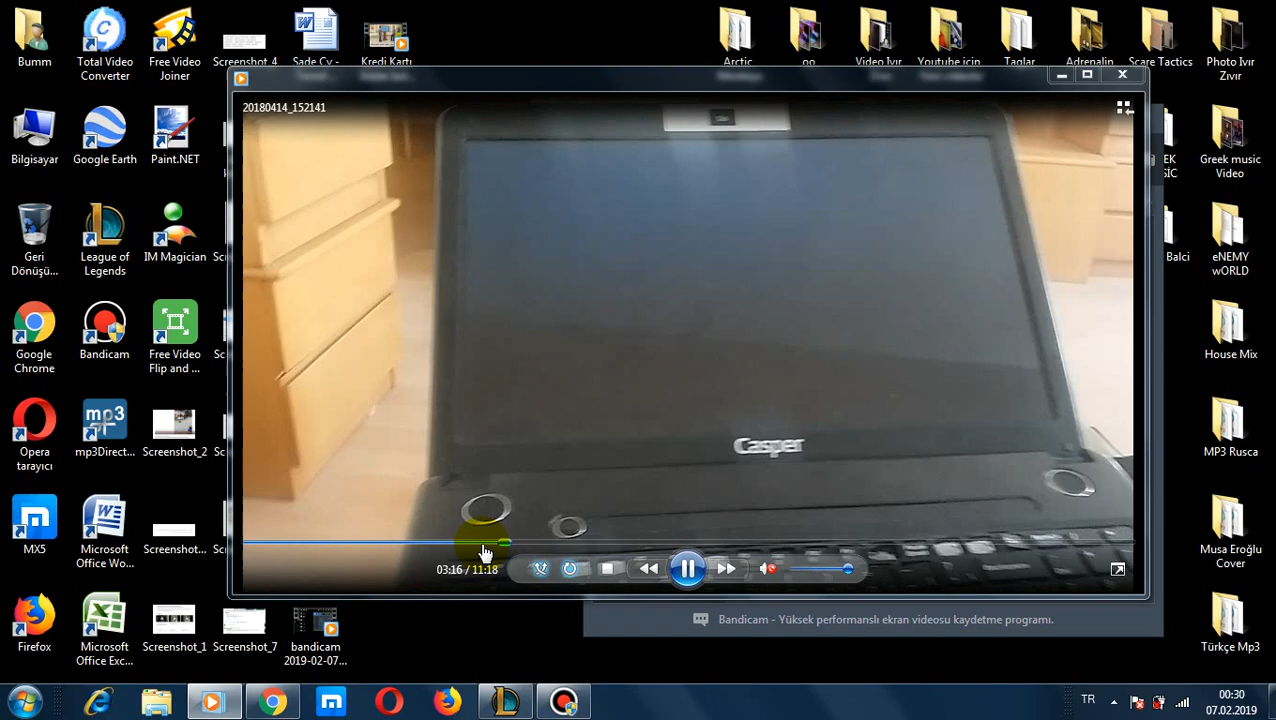 Bumm
Total Video Converter
Free Video Joiner
Screenshot_4
Sade Cv -
Kredi Kartı
Arctic
Video Ivır
Youtube için
Taglar
Adrenalin
Scare Tactics
Photo Ivır Zıvır
20180414_152141
Bilgisayar
Google Earth
Paint.NET
Greek music Video
Geri Dönüşü...
League of Legends
IM Magician
Balci
eNEMY wORLD
Google Chrome
Bandicam
Free Video Flip and ...
House Mix
Casper
Opera tarayıcı
mp3
mp3Direct...
Screenshot_2
MP3 Rusca
MX5
Microsoft Office Wo...
Screenshot...
Musa Eroğlu Cover
03:16 / 11:18
Bandicam - Yüksek performanslı ekran videosu kaydetme programı.
Firefox
Microsoft Office Exc...
Screenshot_1
Screenshot_7
bandicam 2019-02-07...
Türkçe Mp3
TR
00:30
07.02.2019